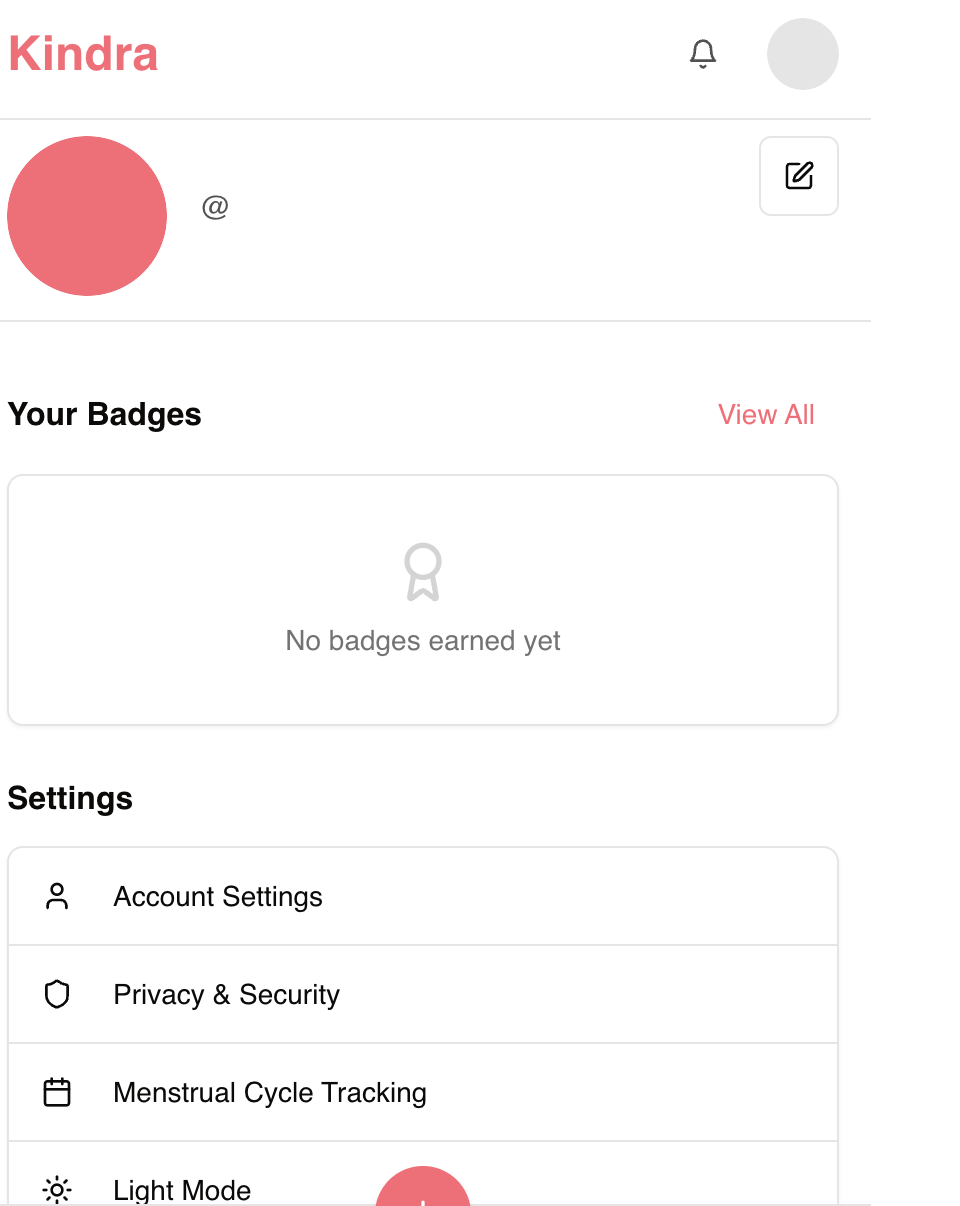 Kindra
@
Your Badges
View All
No badges earned yet
Settings
Account Settings
Privacy & Security
Menstrual Cycle Tracking
Light Mode